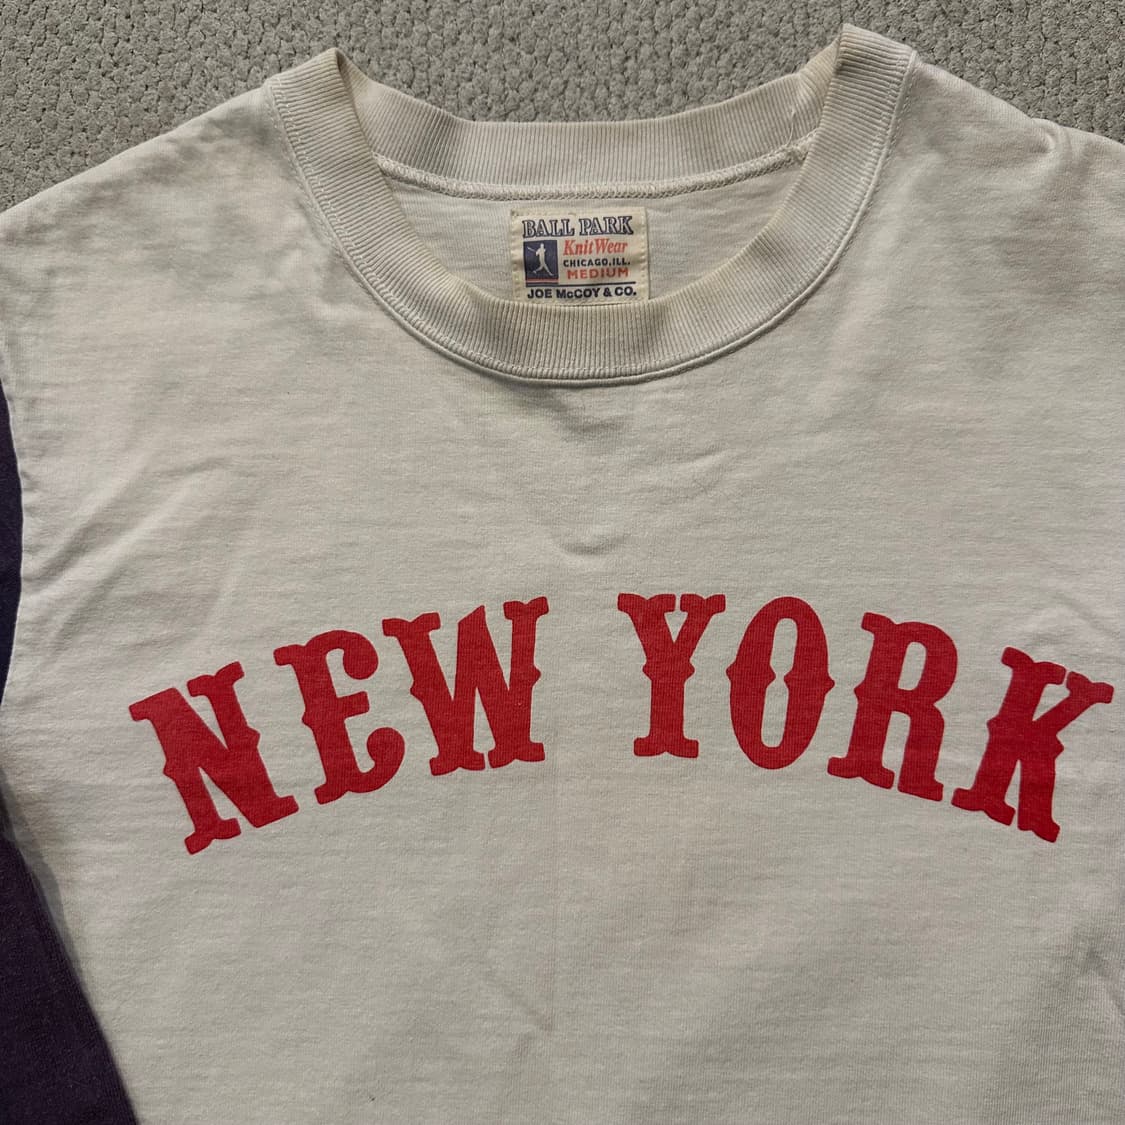 BALL PARK
Knit Wear
CHICAGO, ILL.
MEDIUM
JOE McCOY & CO.
NEW YORK